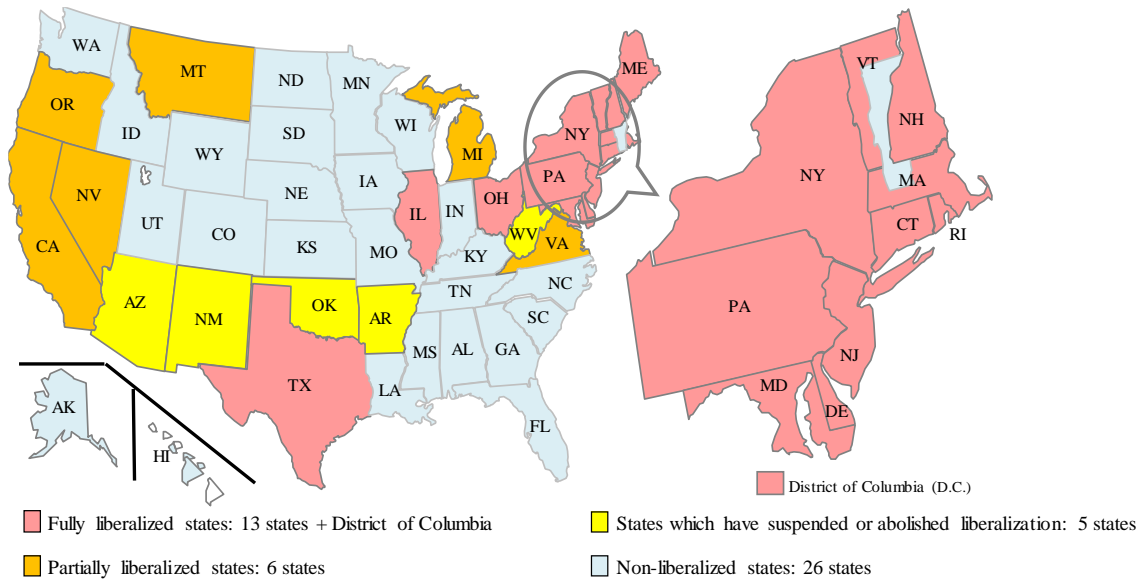 WA
MT
ND
MN
ME
OR
ID
SD
WI
WY
MI
NY
NV
NE
IA
PA
CA
UT
CO
IL
IN
OH
KS
MO
KY
WV
VA
AZ
NM
OK
AR
TN
NC
SC
MS
AL
GA
TX
LA
FL
AK
HI
VT
NH
NY
MA
CT
RI
PA
NJ
MD
DE
District of Columbia (D.C.)
Fully liberalized states: 13 states + District of Columbia
States which have suspended or abolished liberalization: 5 states
Partially liberalized states: 6 states
Non-liberalized states: 26 states